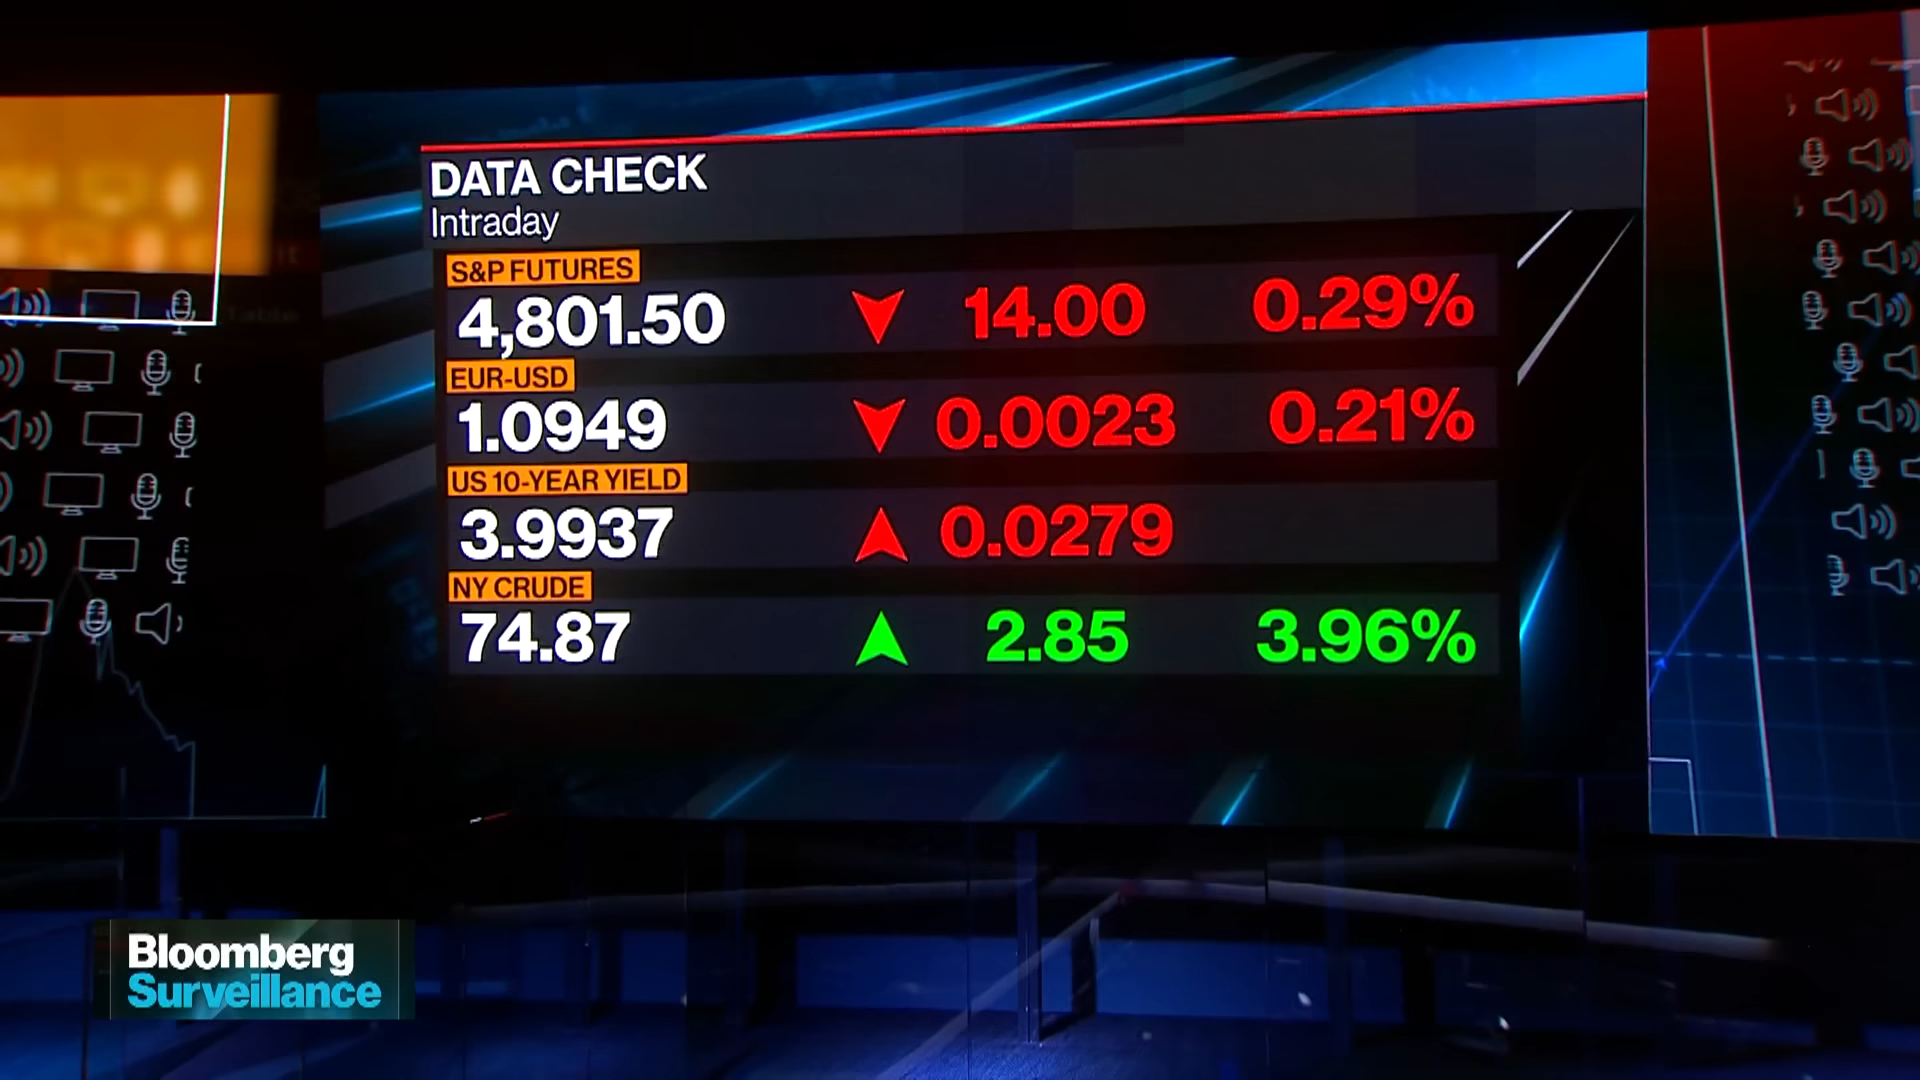 DATA CHECK
Intraday
S&P FUTURES
4,801.50 14.00 0.29%
EUR-USD
1.0949 0.0023 0.21%
US 10-YEAR YIELD
3.9937 0.0279
NY CRUDE
74.87 2.85 3.96%
Bloomberg
Surveillance